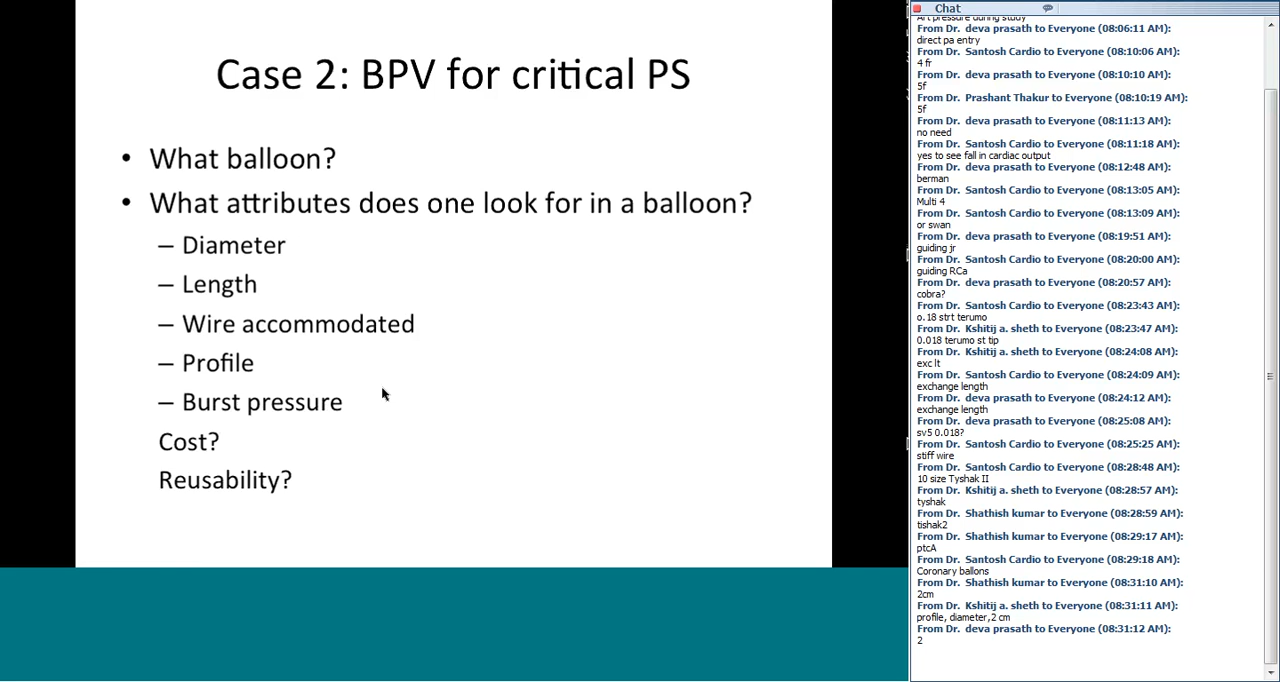 Case 2: BPV for critical PS
• What balloon?
• What attributes does one look for in a balloon?
– Diameter
– Length
– Wire accommodated
– Profile
– Burst pressure
Cost?
Reusability?
Chat
Art pressure during study
From Dr. deva prasath to Everyone (08:06:11 AM):
direct pa entry
From Dr. Santosh Cardio to Everyone (08:10:06 AM):
4 fr
From Dr. deva prasath to Everyone (08:10:10 AM):
5f
From Dr. Prashant Thakur to Everyone (08:10:19 AM):
5f
From Dr. deva prasath to Everyone (08:11:13 AM):
no need
From Dr. Santosh Cardio to Everyone (08:11:18 AM):
yes to see fall in cardiac output
From Dr. deva prasath to Everyone (08:12:48 AM):
berman
From Dr. Santosh Cardio to Everyone (08:13:05 AM):
Multi 4
From Dr. Santosh Cardio to Everyone (08:13:09 AM):
or swan
From Dr. deva prasath to Everyone (08:19:51 AM):
guiding jr
From Dr. Santosh Cardio to Everyone (08:20:00 AM):
guiding RCa
From Dr. deva prasath to Everyone (08:20:57 AM):
cobra?
From Dr. Santosh Cardio to Everyone (08:23:43 AM):
o.18 strt terumo
From Dr. Kshitij a. sheth to Everyone (08:23:47 AM):
0.018 terumo st tip
From Dr. Kshitij a. sheth to Everyone (08:24:08 AM):
exc lt
From Dr. Santosh Cardio to Everyone (08:24:09 AM):
exchange length
From Dr. deva prasath to Everyone (08:24:12 AM):
exchange length
From Dr. deva prasath to Everyone (08:25:08 AM):
sv5 0.018?
From Dr. Santosh Cardio to Everyone (08:25:25 AM):
stiff wire
From Dr. Santosh Cardio to Everyone (08:28:48 AM):
10 size Tyshak II
From Dr. Kshitij a. sheth to Everyone (08:28:57 AM):
tyshak
From Dr. Shathish kumar to Everyone (08:28:59 AM):
tishak2
From Dr. Shathish kumar to Everyone (08:29:17 AM):
ptcA
From Dr. Santosh Cardio to Everyone (08:29:18 AM):
Coronary ballons
From Dr. Shathish kumar to Everyone (08:31:10 AM):
2cm
From Dr. Kshitij a. sheth to Everyone (08:31:11 AM):
profile, diameter,2 cm
From Dr. deva prasath to Everyone (08:31:12 AM):
2